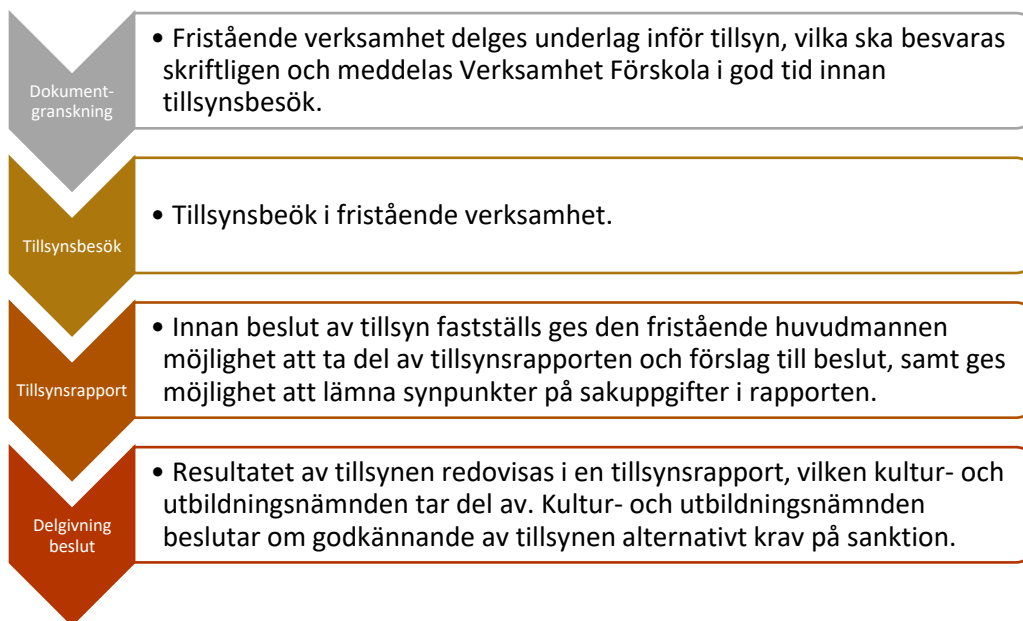 Dokument-
granskning
• Fristående verksamhet delges underlag inför tillsyn, vilka ska besvaras
skriftligen och meddelas Verksamhet Förskola i god tid innan
tillsynsbesök.
Tillsynsbesök
• Tillsynsbeök i fristående verksamhet.
Tillsynsrapport
• Innan beslut av tillsyn fastställs ges den fristående huvudmannen
möjlighet att ta del av tillsynsrapporten och förslag till beslut, samt ges
möjlighet att lämna synpunkter på sakuppgifter i rapporten.
Delgivning
beslut
• Resultatet av tillsynen redovisas i en tillsynsrapport, vilken kultur- och
utbildningsnämnden tar del av. Kultur- och utbildningsnämnden
beslutar om godkännande av tillsynen alternativt krav på sanktion.